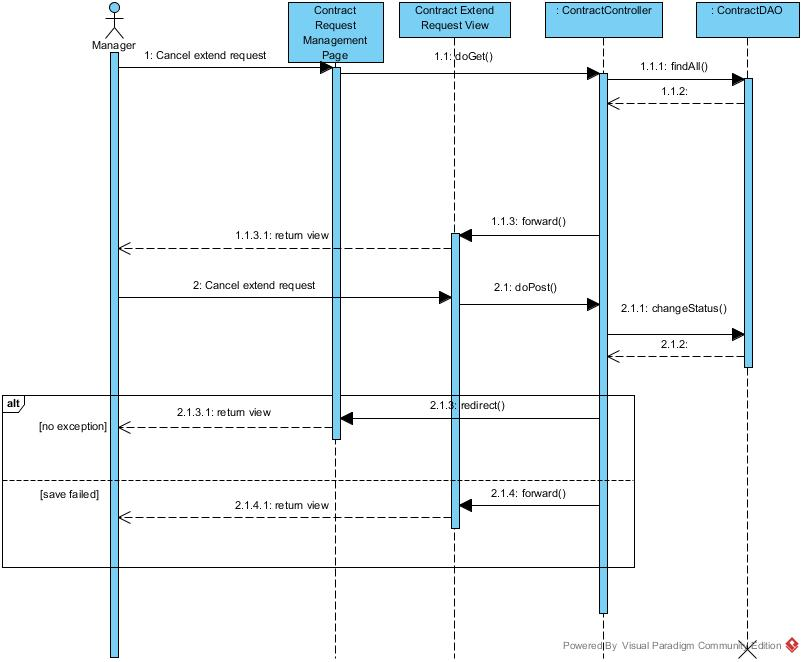 Contract
Request
Management
Page
Contract Extend
Request View
: ContractController
: ContractDAO
Manager
1: Cancel extend request
1.1: doGet()
1.1.1: findAll()
1.1.2:
1.1.3: forward()
1.1.3.1: return view
2: Cancel extend request
2.1: doPost()
2.1.1: changeStatus()
2.1.2:
alt
2.1.3: redirect()
2.1.3.1: return view
[no exception]
[save failed]
2.1.4: forward()
2.1.4.1: return view
Powered By Visual Paradigm Community Edition